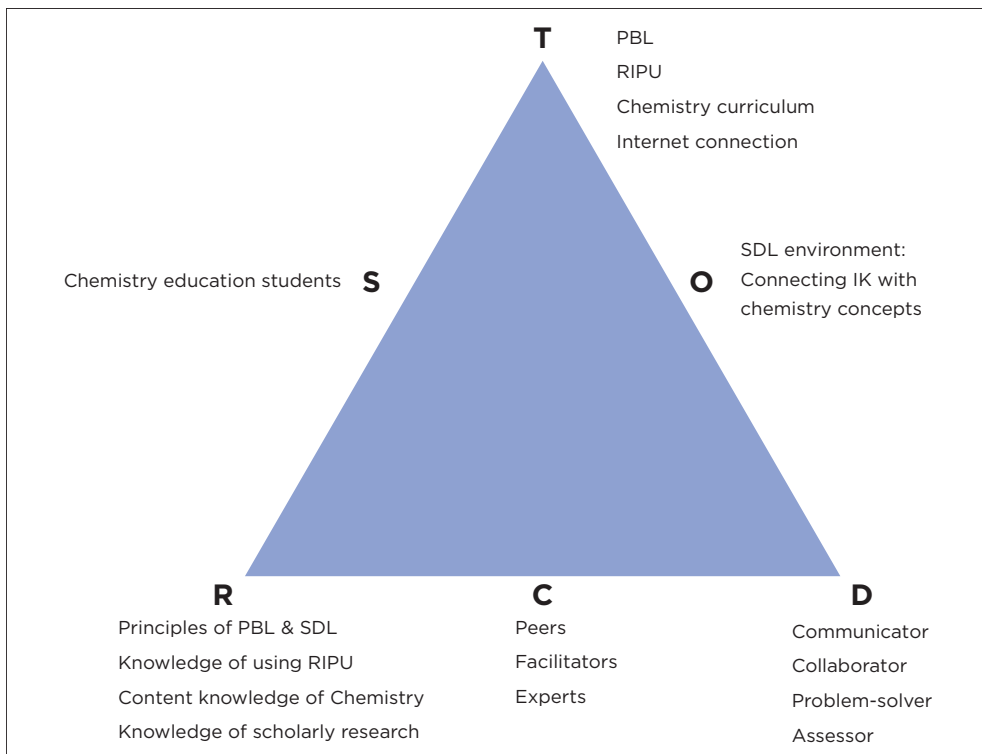 T
PBL
RIPU
Chemistry curriculum
Internet connection
Chemistry education students
S
O
SDL environment:
Connecting IK with
chemistry concepts
R
Principles of PBL & SDL
Knowledge of using RIPU
Content knowledge of Chemistry
Knowledge of scholarly research
C
Peers
Facilitators
Experts
D
Communicator
Collaborator
Problem-solver
Assessor